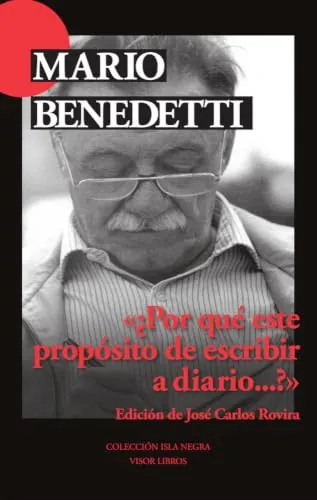 MARIO
BENEDETTI
«¿Por qué este
propósito de escribir
a diario...?»
Edición de José Carlos Rovira
COLECCIÓN ISLA NEGRA
VISOR LIBROS